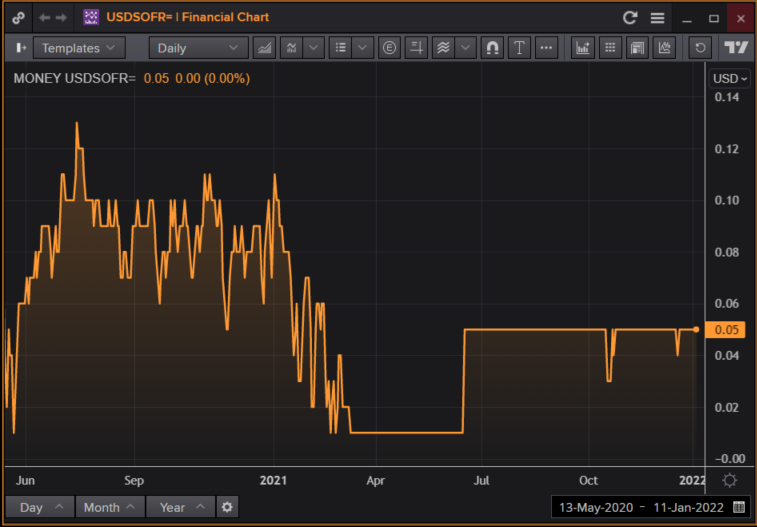 USDSOFR= | Financial Chart
Templates Daily
MONEY USDSOFR= 0.05 0.00 (0.00%)
USD
0.14
0.12
0.10
0.08
0.06
0.05
0.04
0.02
-0.00
Jun Sep 2021 Apr Jul Oct 2022
Day Month Year 13-May-2020 - 11-Jan-2022